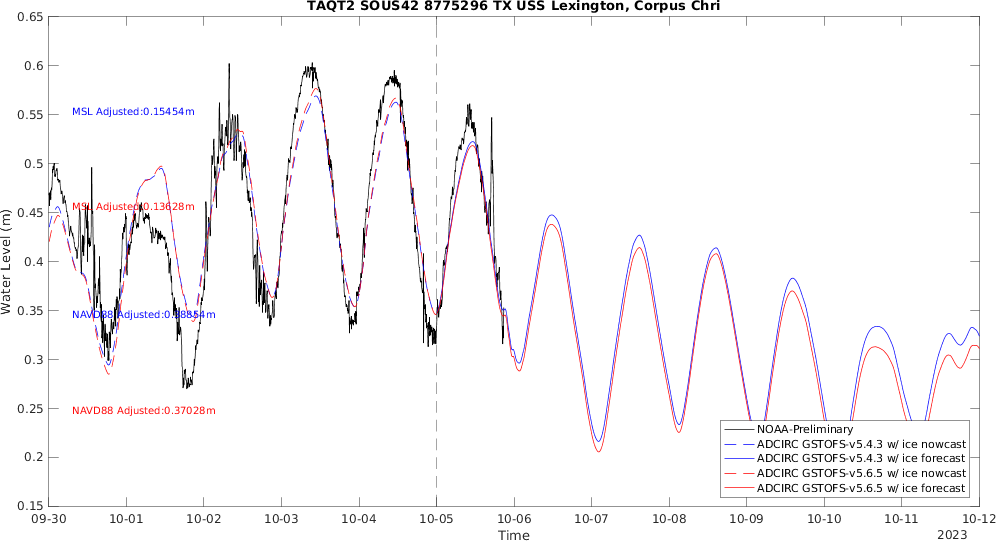 TAQT2 SOUS42 8775296 TX USS Lexington, Corpus Chri
0.65
0.6
0.55
0.5
0.45
0.4
0.35
0.3
0.25
0.2
0.15
Water Level (m)
MSL Adjusted:0.15454m
MSL Adjusted:0.13628m
NAVD88 Adjusted:0.38854m
NAVD88 Adjusted:0.37028m
NOAA-Preliminary
ADCIRC GSTOFS-v5.4.3 w/ ice nowcast
ADCIRC GSTOFS-v5.4.3 w/ ice forecast
ADCIRC GSTOFS-v5.6.5 w/ ice nowcast
ADCIRC GSTOFS-v5.6.5 w/ ice forecast
09-30 10-01 10-02 10-03 10-04 10-05 10-06 10-07 10-08 10-09 10-10 10-11 10-12
Time
2023